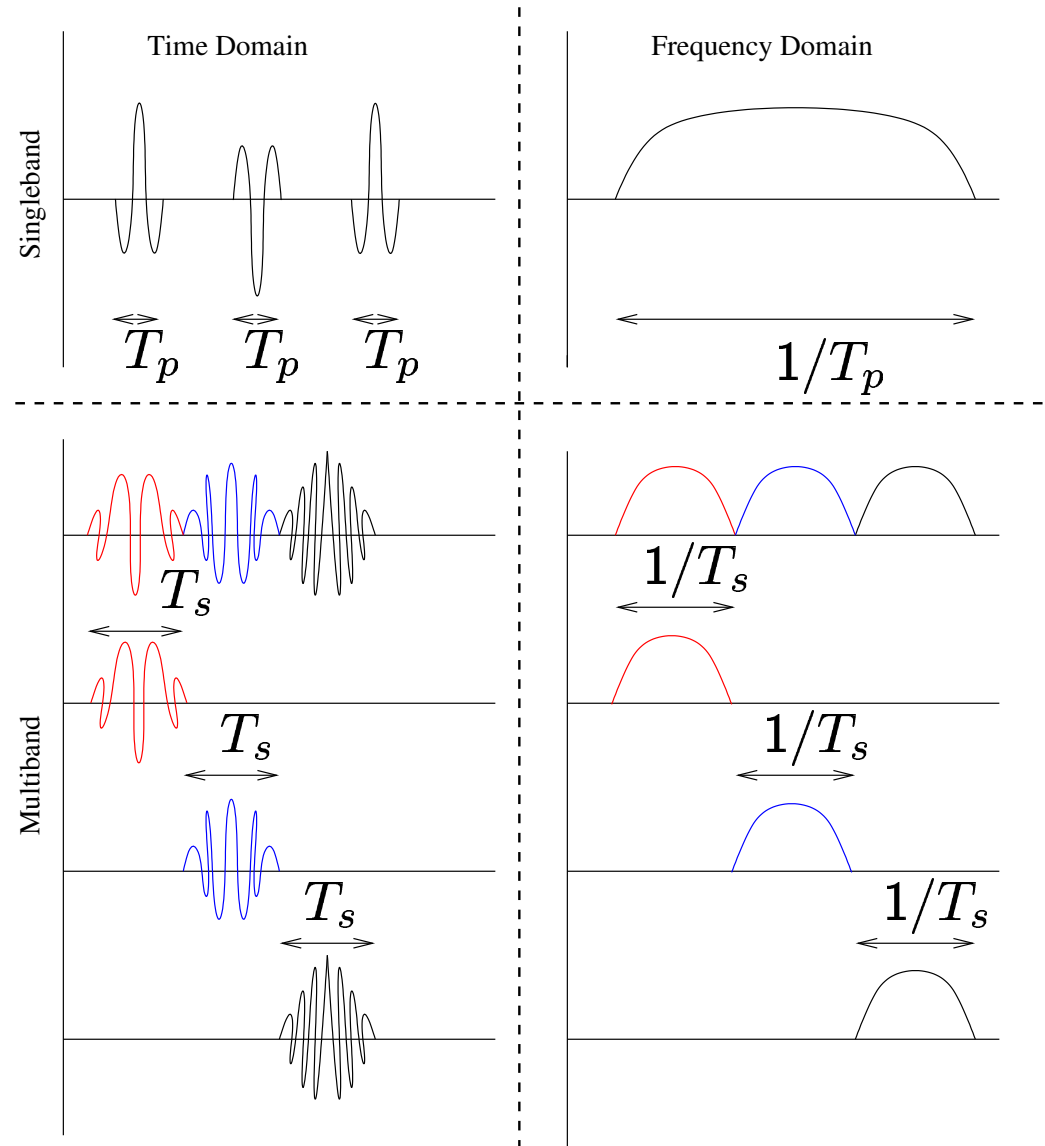 Time Domain
Frequency Domain
Singleband
T_p
T_p
T_p
1/T_p
Multiband
T_s
1/T_s
T_s
1/T_s
T_s
1/T_s